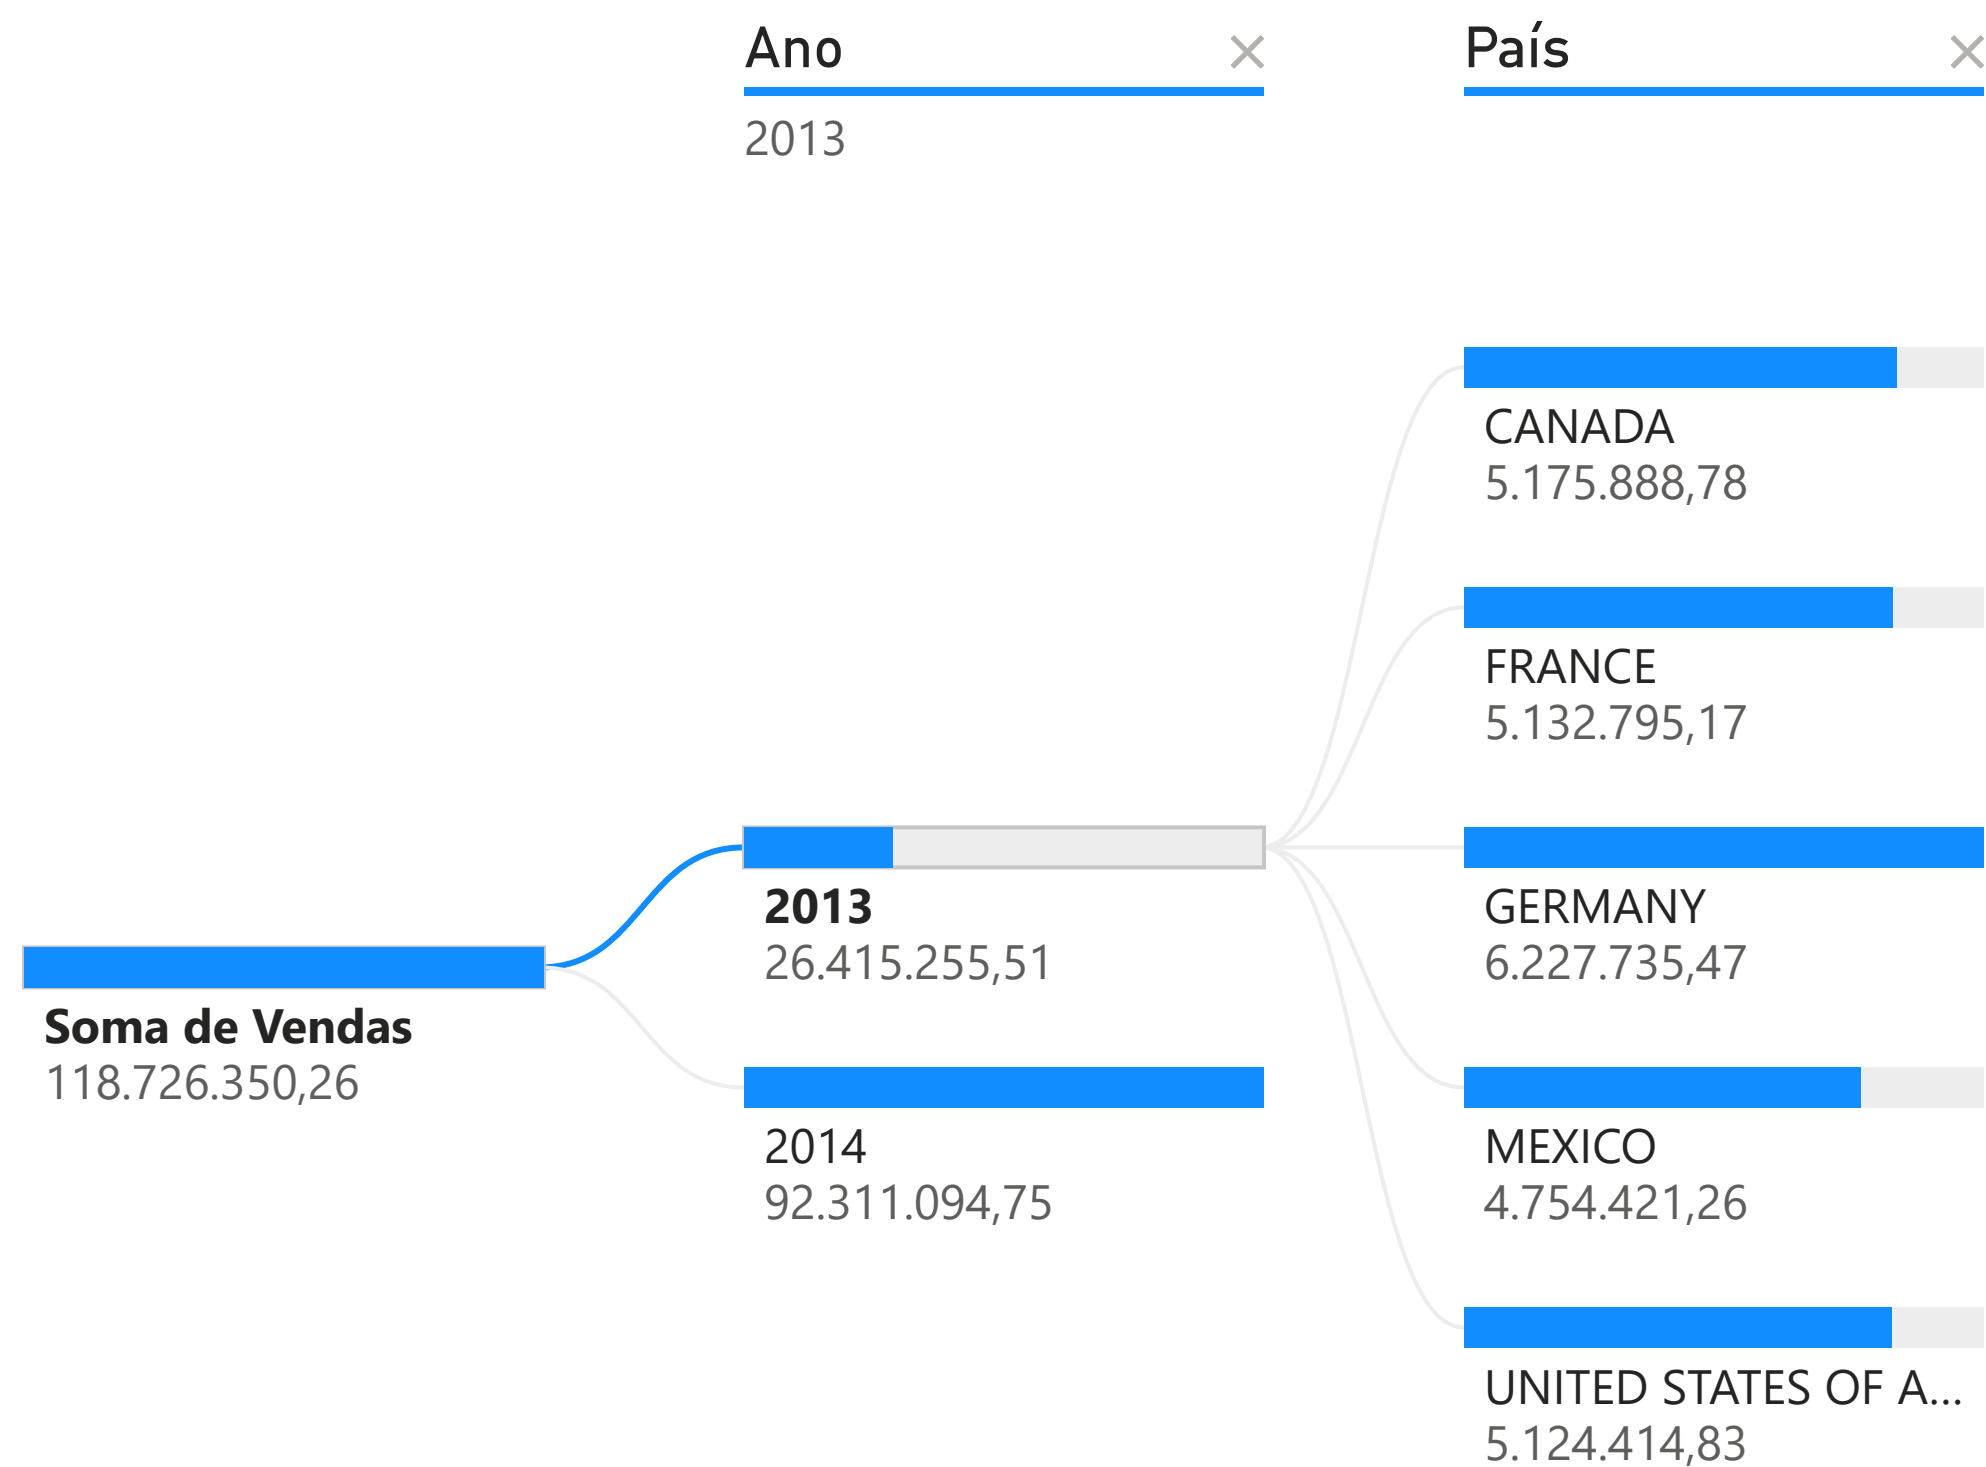 Ano
2013
País
Soma de Vendas
118.726.350,26
2013
26.415.255,51
2014
92.311.094,75
CANADA
5.175.888,78
FRANCE
5.132.795,17
GERMANY
6.227.735,47
MEXICO
4.754.421,26
UNITED STATES OF A...
5.124.414,83